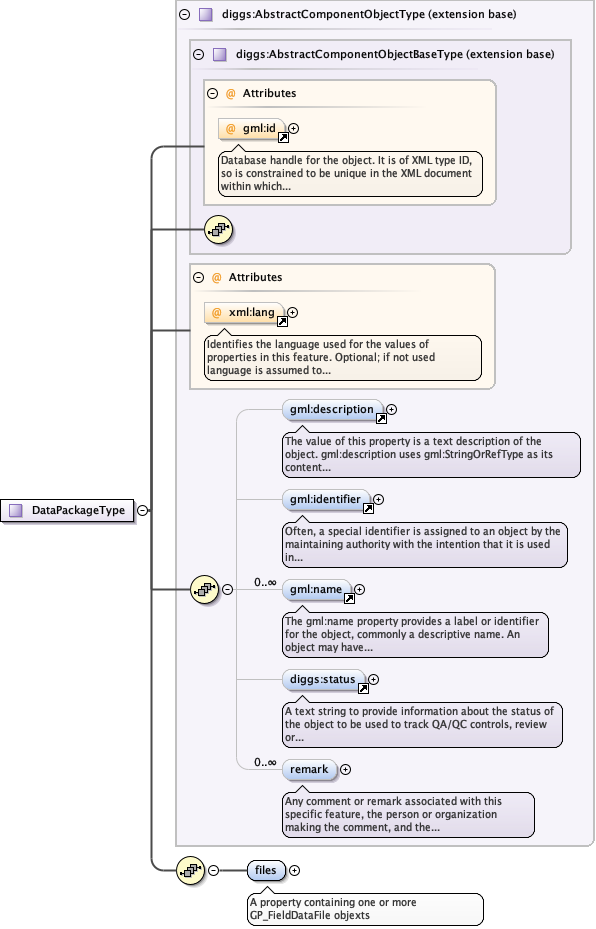 diggs:AbstractComponentObjectType (extension base)
diggs:AbstractComponentObjectBaseType (extension base)
@ Attributes
@ gml:id
Database handle for the object. It is of XML type ID,
so is constrained to be unique in the XML document
within which...
@ Attributes
@ xml:lang
Identifies the language used for the values of
properties in this feature. Optional; if not used
language is assumed to...
gml:description
The value of this property is a text description of the
object. gml:description uses gml:StringOrRefType as its
content...
DataPackageType
gml:identifier
Often, a special identifier is assigned to an object by the
maintaining authority with the intention that it is used
in...
0..∞
gml:name
The gml:name property provides a label or identifier
for the object, commonly a descriptive name. An
object may have...
diggs:status
A text string to provide information about the status of
the object to be used to track QA/QC controls, review
or...
0..∞
remark
Any comment or remark associated with this
specific feature, the person or organization
making the comment, and the...
files
A property containing one or more
GP_FieldDataFile objexts